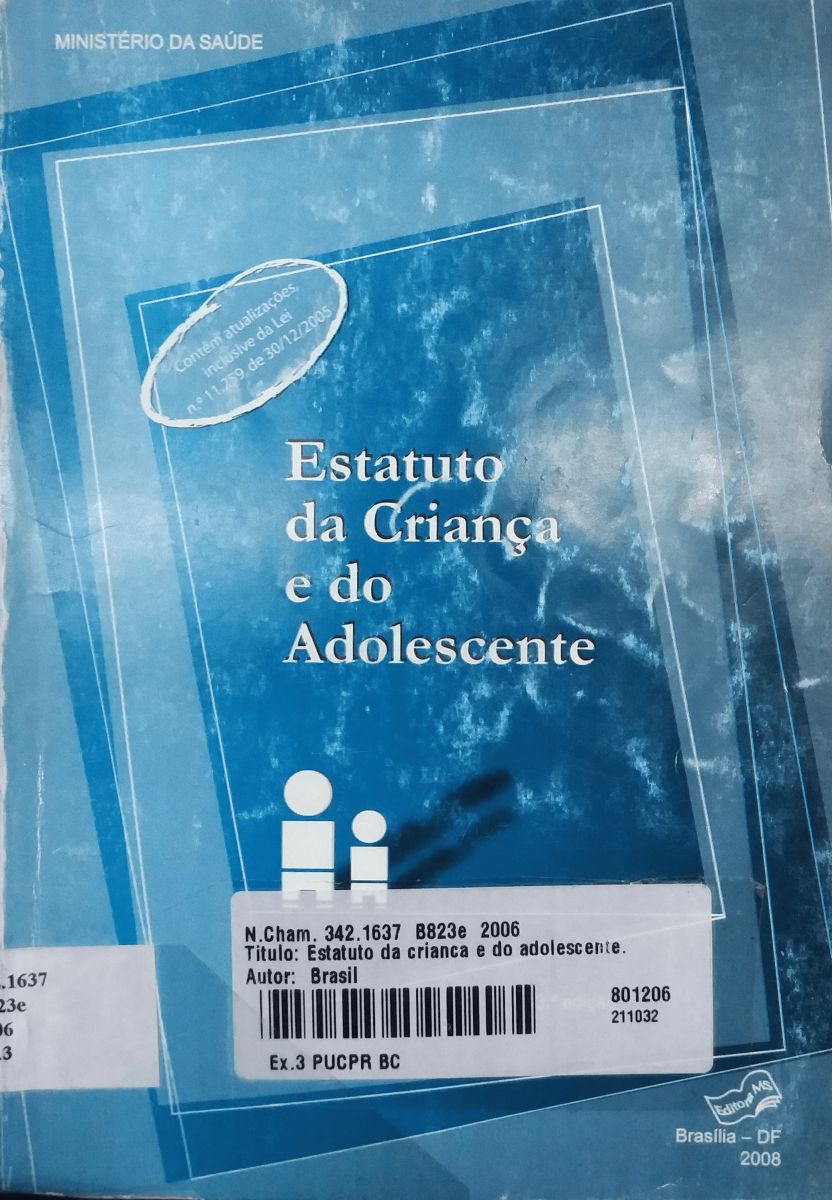 MINISTÉRIO DA SAÚDE
Contêm atualizações,
inclusive da Lei
n.º 11.259 de 30/12/2005
Estatuto
da Criança
e do
Adolescente
N.Cham. 342.1637 B823e 2006
Titulo: Estatuto da crianca e do adolescente.
Autor: Brasil
801206
211032
Ex.3 PUCPR BC
.1637
23e
06
.3
Editora MS
Brasília – DF
2008